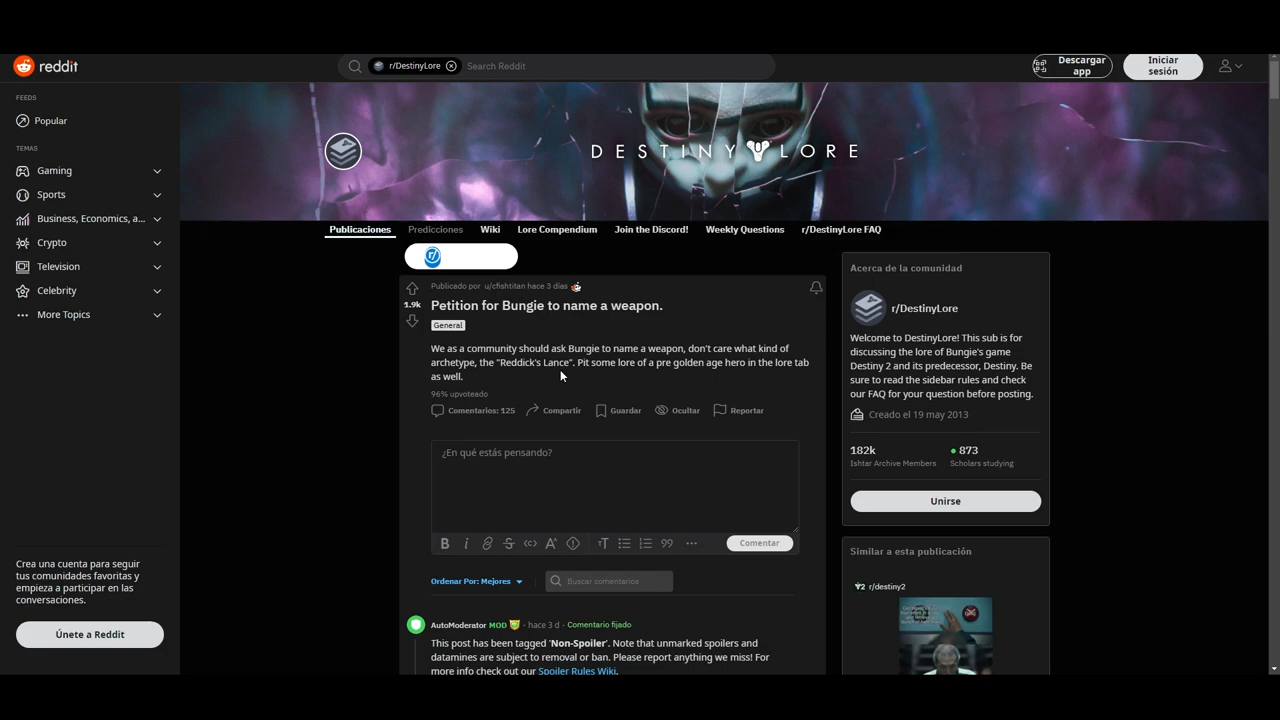 reddit
r/DestinyLore
Search Reddit
Descargar
app
Iniciar
sesión
FEEDS
Popular
TEMAS
Gaming
Sports
Business, Economics, a...
Crypto
Television
Celebrity
More Topics
Crea una cuenta para seguir
tus comunidades favoritas y
empieza a participar en las
conversaciones.
Únete a Reddit
DESTINY LORE
Publicaciones
Predicciones
Wiki
Lore Compendium
Join the Discord!
Weekly Questions
r/DestinyLore FAQ
r/
1.9k
Publicado por u/cfishtitan hace 3 días
Petition for Bungie to name a weapon.
General
We as a community should ask Bungie to name a weapon, don't care what kind of
archetype, the "Reddick's Lance". Pit some lore of a pre golden age hero in the lore tab
as well.
96% upvoteado
Comentarios: 125
Compartir
Guardar
Ocultar
Reportar
¿En qué estás pensando?
Comentar
Ordenar Por: Mejores
Buscar comentarios
AutoModerator MOD · hace 3 d · Comentario fijado
This post has been tagged 'Non-Spoiler'. Note that unmarked spoilers and
datamines are subject to removal or ban. Please report anything we miss! For
more info check out our Spoiler Rules Wiki.
Acerca de la comunidad
r/DestinyLore
Welcome to DestinyLore! This sub is for
discussing the lore of Bungie's game
Destiny 2 and its predecessor, Destiny. Be
sure to read the sidebar rules and check
our FAQ for your question before posting.
Creado el 19 may 2013
182k
Ishtar Archive Members
873
Scholars studying
Unirse
Similar a esta publicación
r/destiny2